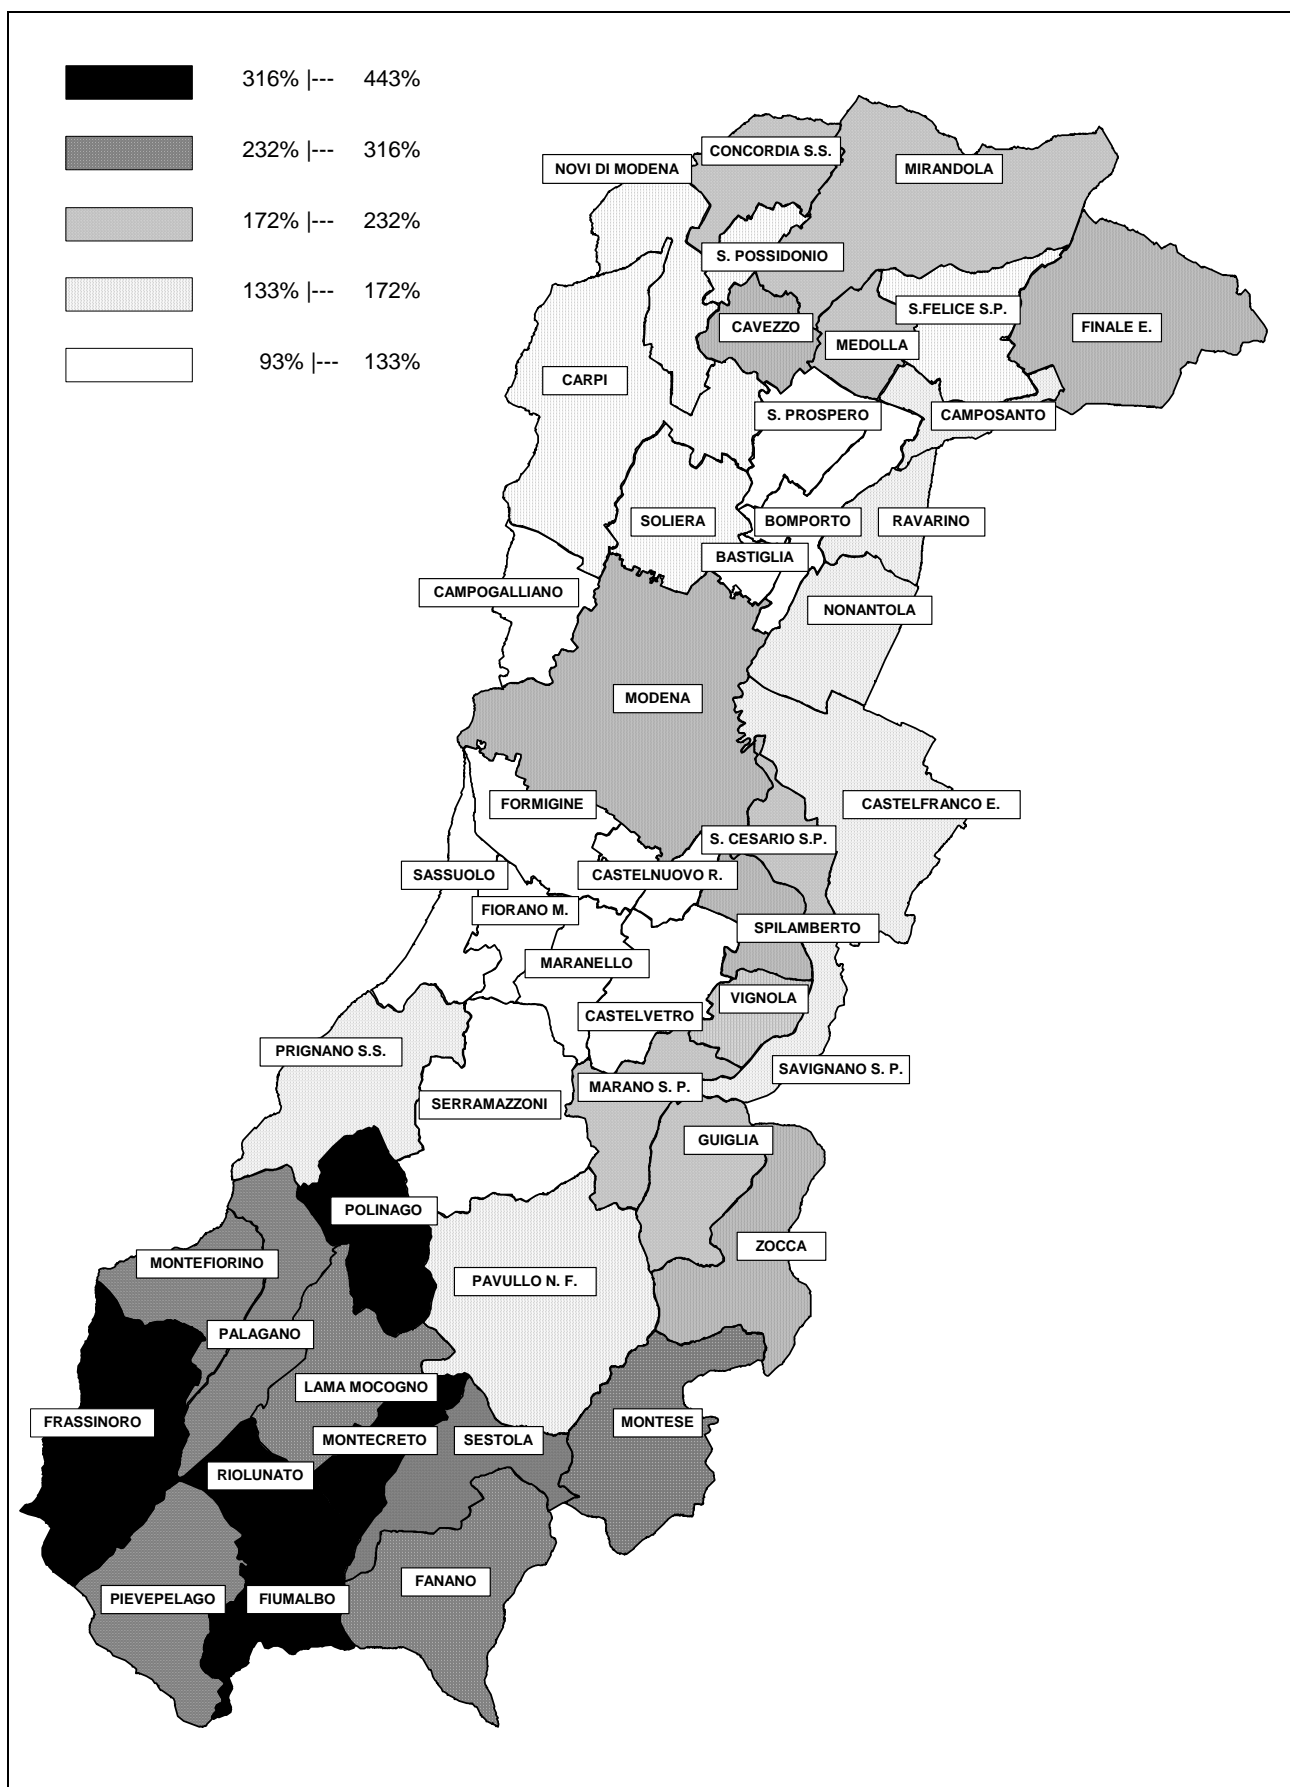 316% |--- 443%
232% |--- 316%
172% |--- 232%
133% |--- 172%
93% |--- 133%
CONCORDIA S.S.
NOVI DI MODENA
MIRANDOLA
S. POSSIDONIO
S.FELICE S.P.
CAVEZZO
FINALE E.
MEDOLLA
CARPI
S. PROSPERO
CAMPOSANTO
SOLIERA
BOMPORTO
RAVARINO
BASTIGLIA
CAMPOGALLIANO
NONANTOLA
MODENA
FORMIGINE
CASTELFRANCO E.
S. CESARIO S.P.
SASSUOLO
CASTELNUOVO R.
FIORANO M.
SPILAMBERTO
MARANELLO
VIGNOLA
CASTELVETRO
PRIGNANO S.S.
SAVIGNANO S. P.
MARANO S. P.
SERRAMAZZONI
GUIGLIA
POLINAGO
ZOCCA
MONTEFIORINO
PAVULLO N. F.
PALAGANO
LAMA MOCOGNO
FRASSINORO
MONTESE
MONTECRETO
SESTOLA
RIOLUNATO
FANANO
PIEVEPELAGO
FIUMALBO